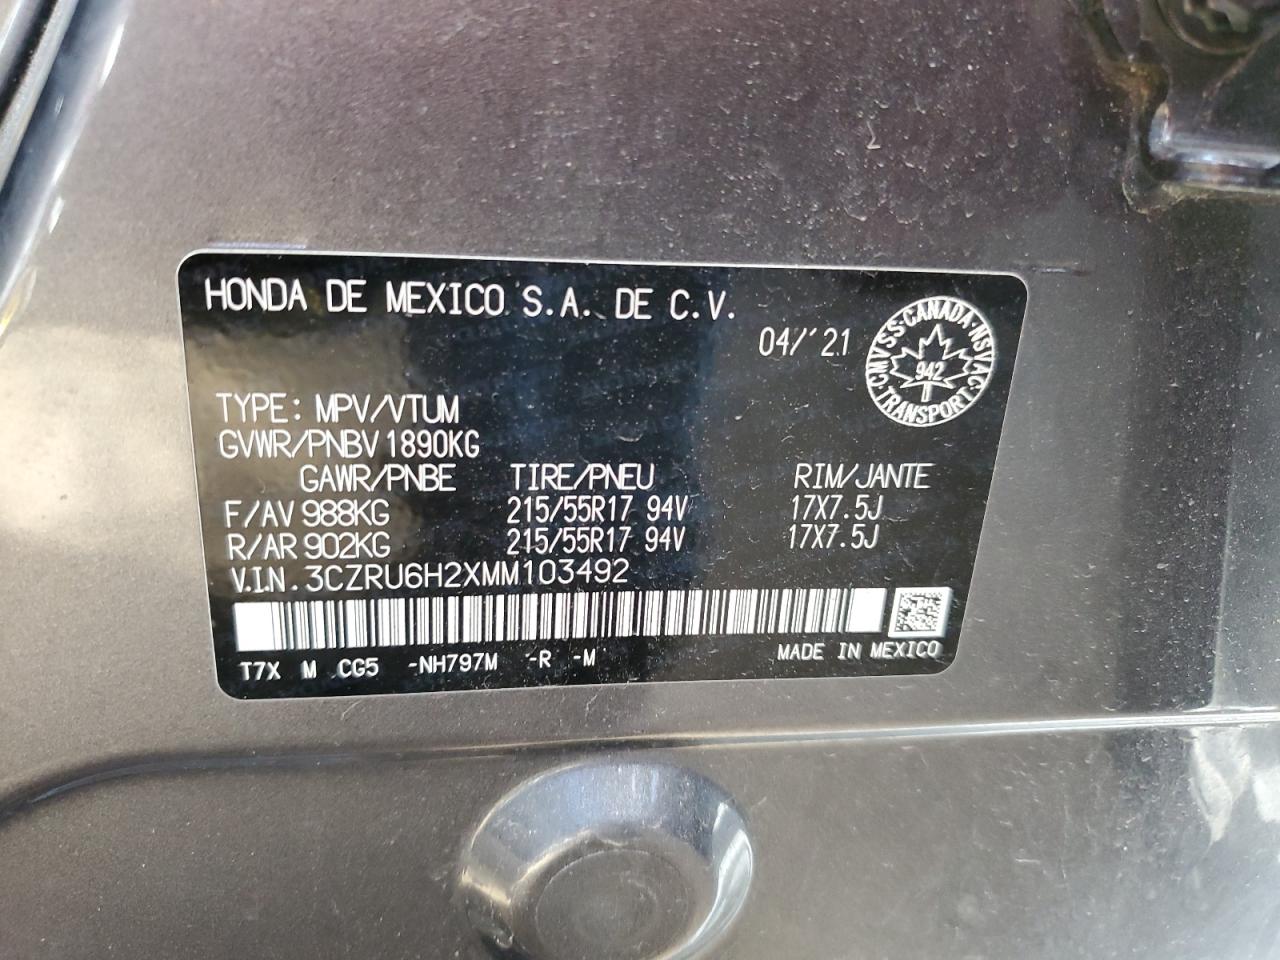 HONDA DE MEXICO S.A. DE C.V.
04/'21
CMVSS·CANADA·NSVAC
942
TRANSPORT
TYPE: MPV/VTUM
GVWR/PNBV 1890KG
GAWR/PNBE TIRE/PNEU RIM/JANTE
F/AV 988KG 215/55R17 94V 17X7.5J
R/AR 902KG 215/55R17 94V 17X7.5J
V.I.N. 3CZRU6H2XMM103492
T7X M CG5 -NH797M -R -M MADE IN MEXICO